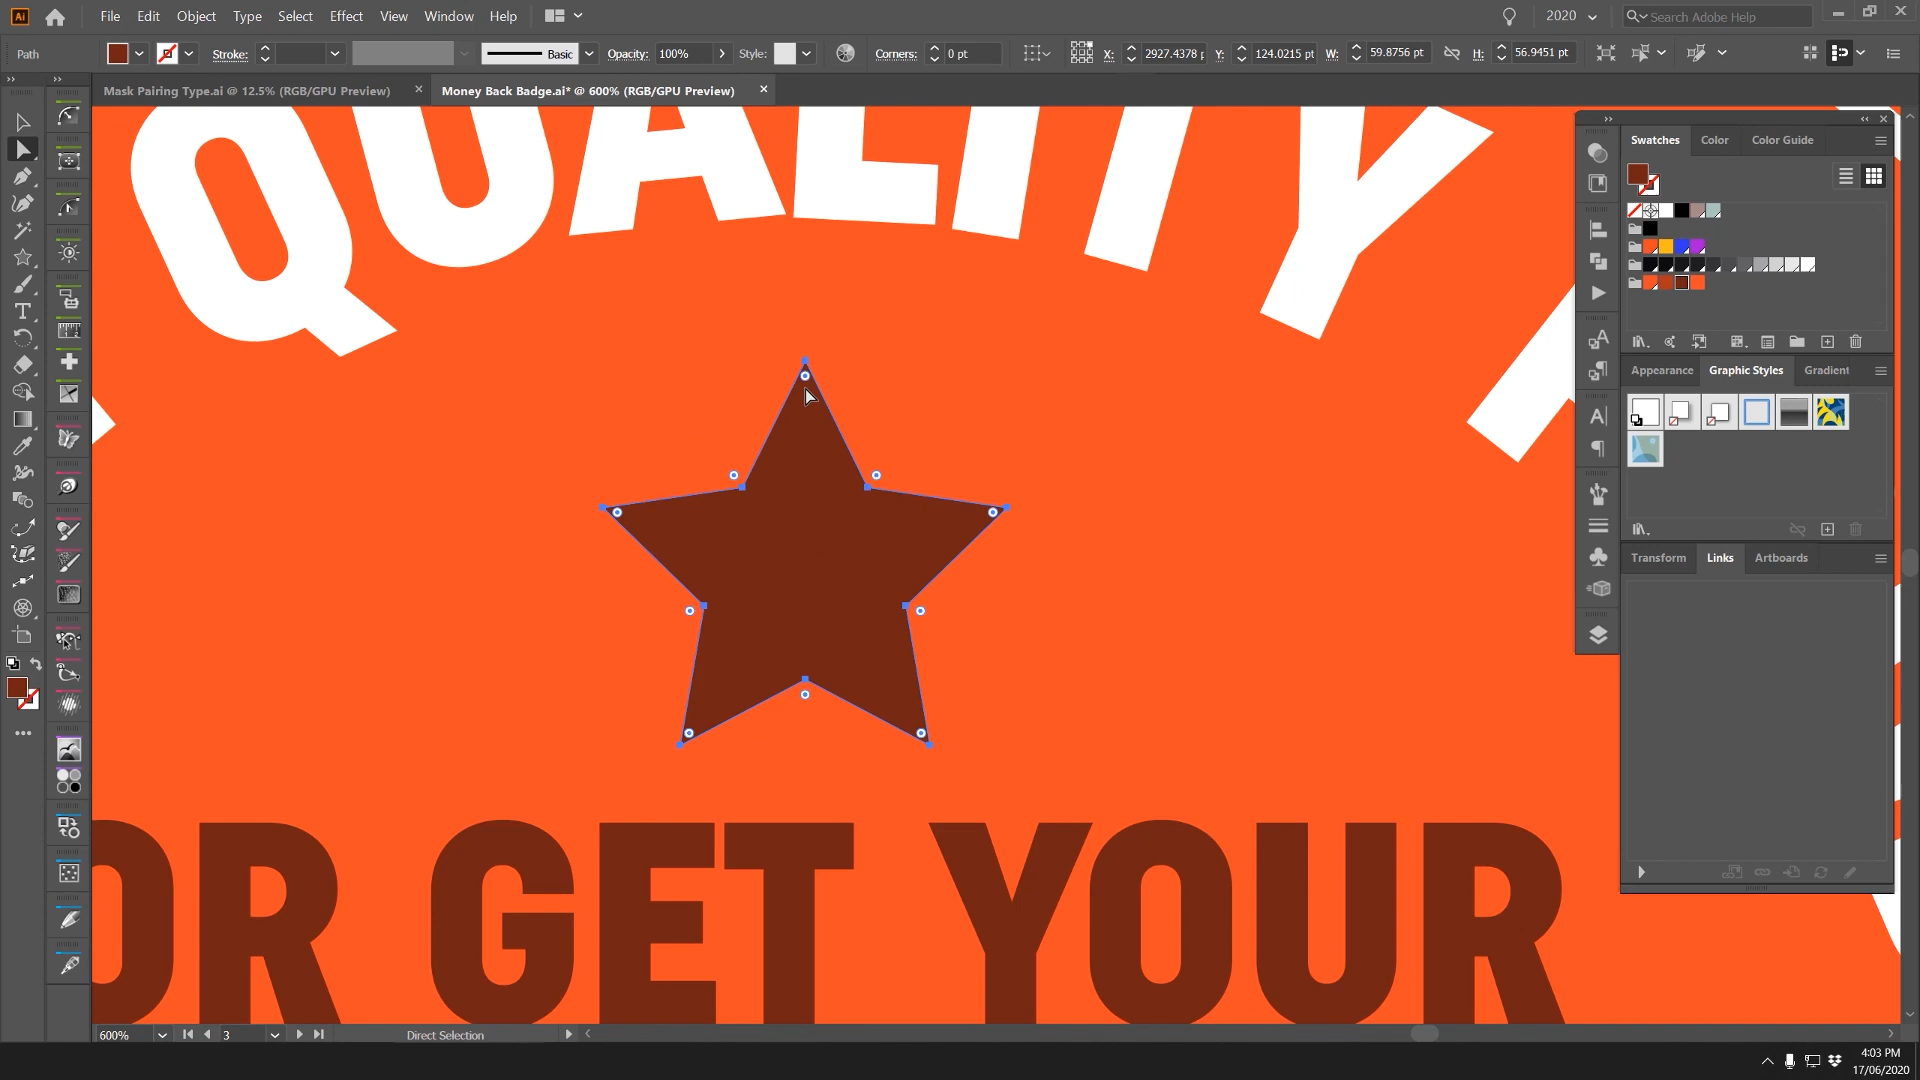 Ai File Edit Object Type Select Effect View Window Help 2020 Search Adobe Help
Path Stroke: Basic Opacity: 100% Style: Corners: 0 pt X: 2927.4378 Y: 124.0215 pt W: 59.8756 pt H: 56.9451 pt
Mask Pairing Type.ai @ 12.5% (RGB/GPU Preview) Money Back Badge.ai* @ 600% (RGB/GPU Preview)
QUALITY
Swatches Color Color Guide
Appearance Graphic Styles Gradient
Transform Links Artboards
OR GET YOUR
600% 3 Direct Selection
4:03 PM
17/06/2020